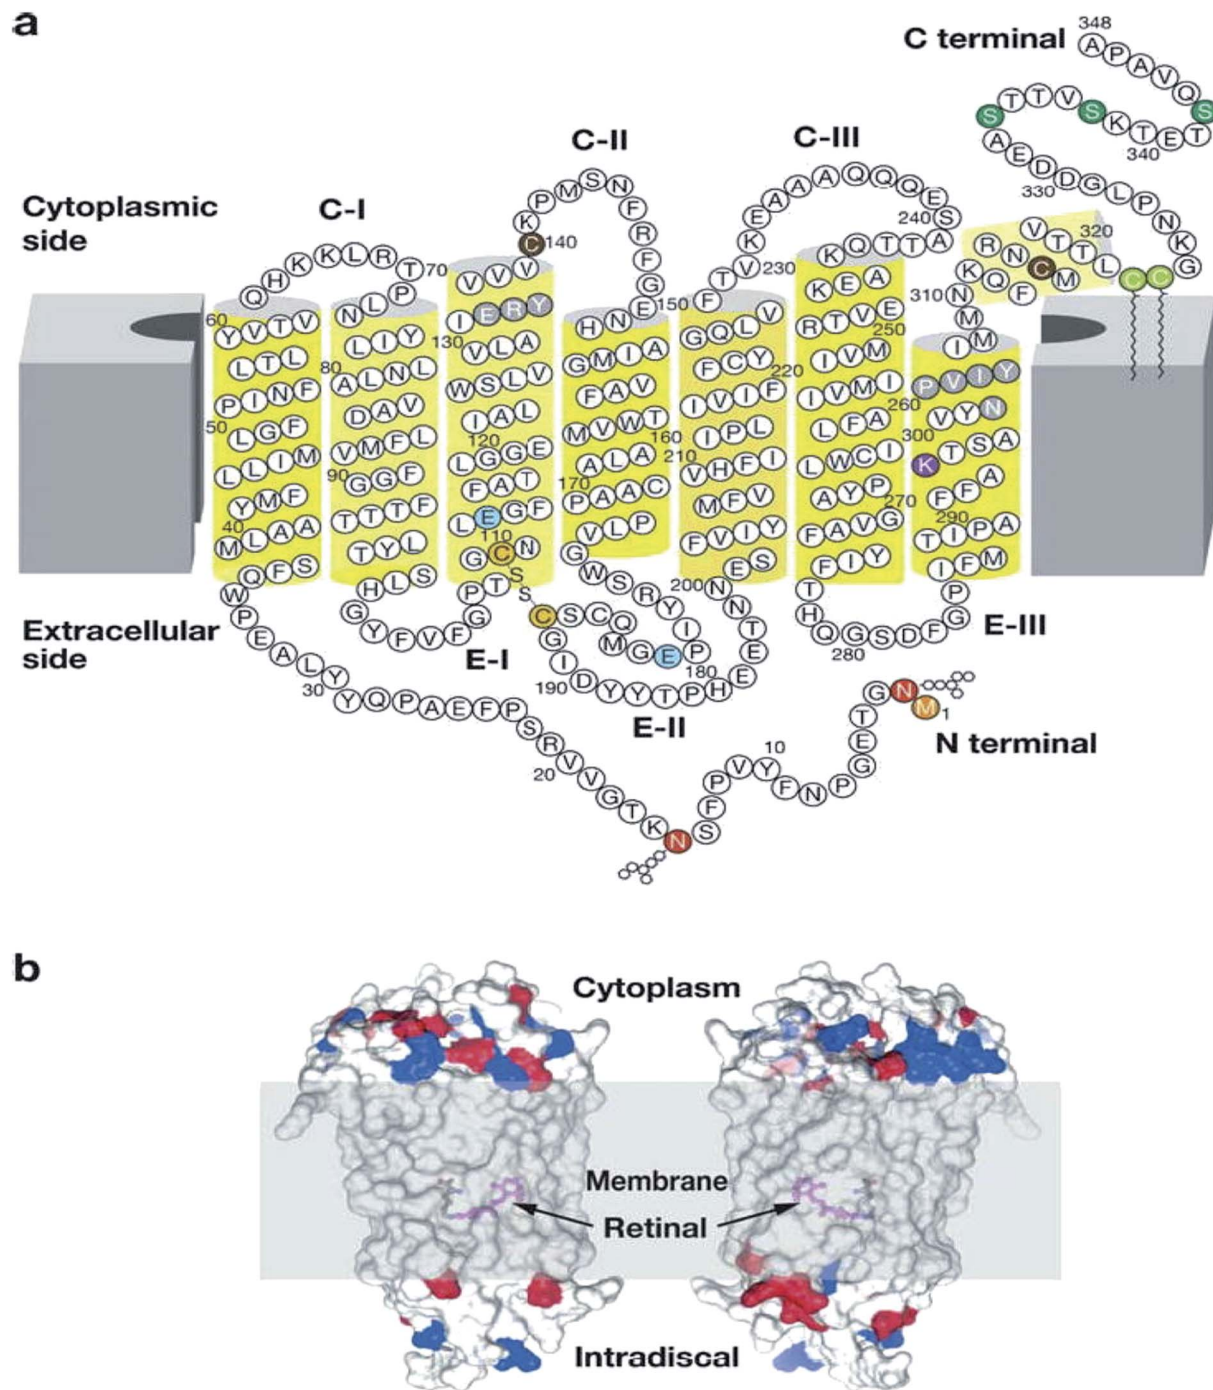 a
348
C terminal
A P A V Q S
S T T V S K T E T
340
C-II
C-III
A E D D G L P N K G
330
Cytoplasmic side
C-I
K P M S N F R F G E
V K E A A A A Q Q Q E S A
240
C 140
Q H K K L R T
70
V V V
T V 230
K Q T T
R N V T T
320
K Q C M L C C
F
310 N M M
P
150 F
60
Y V T V
N L
I E R Y
H N E
G Q L V
K E A
I
L T L
L I Y
130
V L A
G M I A
F C Y
R T V E
250
P V I Y
P I N F
80
A L N L
W S L V
F A V
220
I V I F
I V M
V Y N
50
L G F
D A V
I A L
M V W T
I P L
I V M I
260
300
L L I M
V M F L
120
L G G E
160
A L A
210
V H F I
L F A
K T S A
Y M F
90
G G F
F A T
170
P A A C
M F V
L W C I
F F A
40
M L A A
T T T F
L E G F
V L P
F V I Y
A Y P
270
290
T I P A
Q F S
T Y L
110
G C N
G W S R Y I P
S E
F A V G
I F M
W P E A L Y
H L S
P T
S S
200 N N T E E H P T Y Y D I G
F I Y
P
G Y F V F G
C S C Q M G E
180
T H Q G S D F G
280
Extracellular side
E-I
190
E-III
30
Y Q P A E F P S R V V G T K N
E-II
G N
M 1
N terminal
20
S F P V Y F N P G E T
10
b
Cytoplasm
Membrane
Retinal
Intradiscal